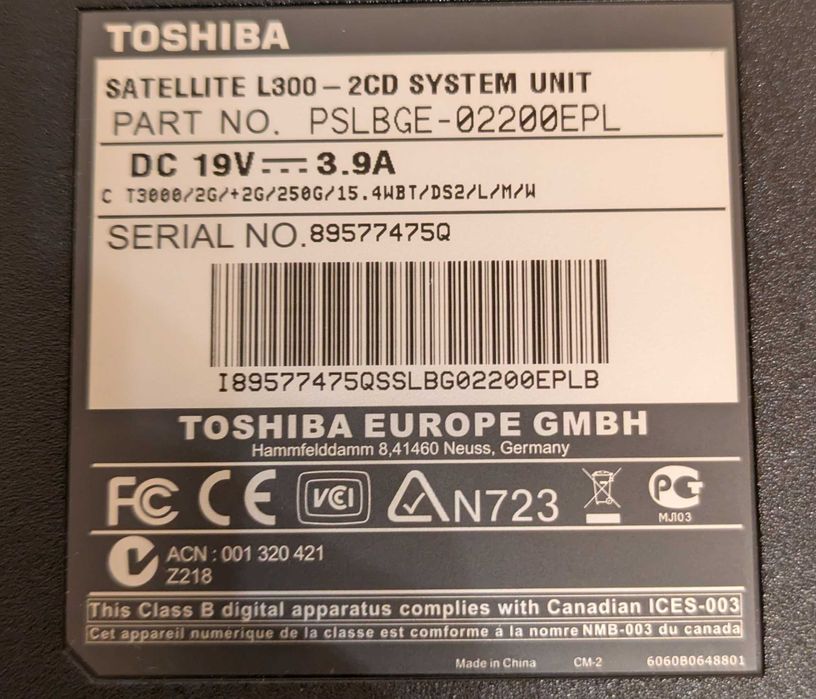 TOSHIBA
SATELLITE L300 – 2CD SYSTEM UNIT
PART NO. PSLBGE-02200EPL
DC 19V 3.9A
C T3000/2G/+2G/250G/15.4WBT/DS2/L/M/W
SERIAL NO. 89577475Q
I89577475QSSLBG02200EPLB
TOSHIBA EUROPE GMBH
Hammfelddamm 8,41460 Neuss, Germany
FC CE VCI N723 PG
МЛ03
ACN : 001 320 421
Z218
This Class B digital apparatus complies with Canadian ICES-003
Cet appareil numérique de la classe est conforme á la nomre NMB-003 du canada
Made in China CM-2 6060B0648801